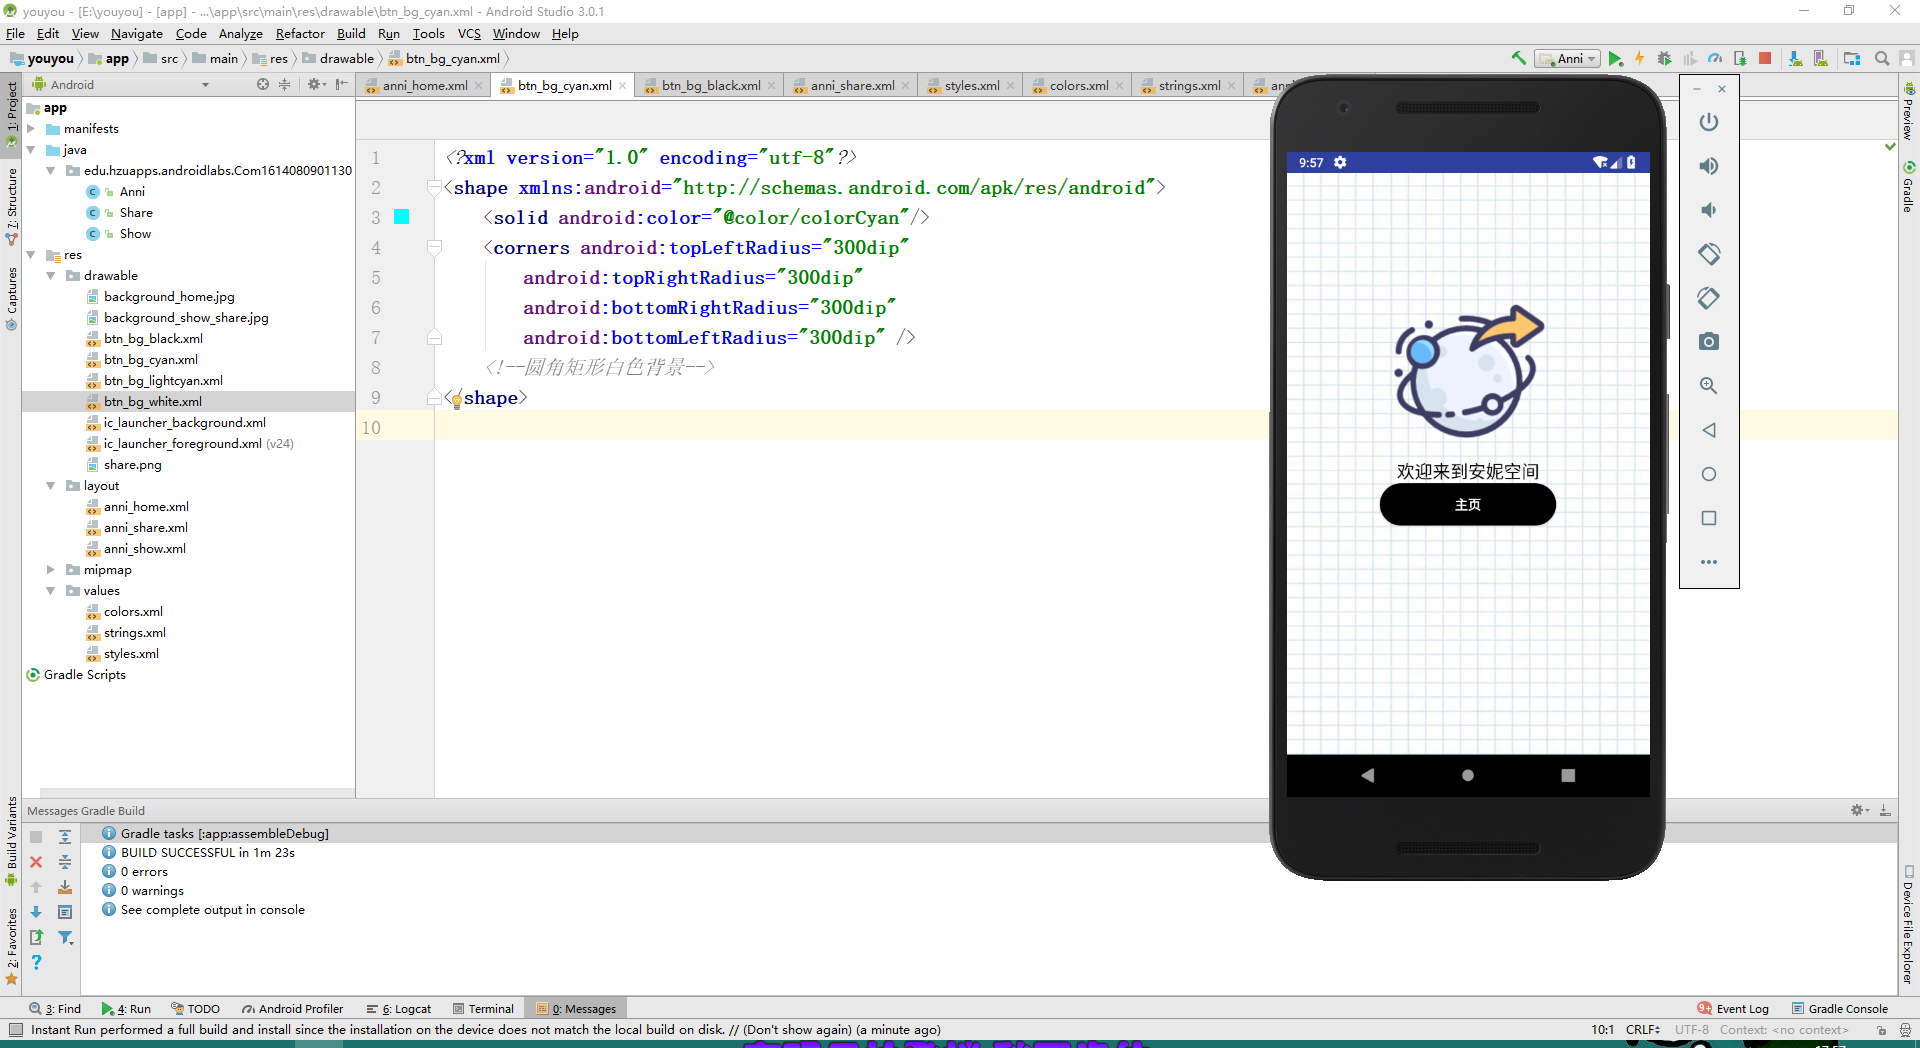 youyou - [E:\youyou] - [app] - ...\app\src\main\res\drawable\btn_bg_cyan.xml - Android Studio 3.0.1
File Edit View Navigate Code Analyze Refactor Build Run Tools VCS Window Help
youyou app src main res drawable btn_bg_cyan.xml
Anni
Android
anni_home.xml btn_bg_cyan.xml btn_bg_black.xml anni_share.xml styles.xml colors.xml strings.xml
1: Project
7: Structure
Captures
Build Variants
2: Favorites
app
manifests
java
edu.hzuapps.androidlabs.Com1614080901130
Anni
Share
Show
res
drawable
background_home.jpg
background_show_share.jpg
btn_bg_black.xml
btn_bg_cyan.xml
btn_bg_lightcyan.xml
btn_bg_white.xml
ic_launcher_background.xml
ic_launcher_foreground.xml (v24)
share.png
layout
anni_home.xml
anni_share.xml
anni_show.xml
mipmap
values
colors.xml
strings.xml
styles.xml
Gradle Scripts
1 <?xml version="1.0" encoding="utf-8"?>
2 <shape xmlns:android="http://schemas.android.com/apk/res/android">
3 <solid android:color="@color/colorCyan"/>
4 <corners android:topLeftRadius="300dip"
5 android:topRightRadius="300dip"
6 android:bottomRightRadius="300dip"
7 android:bottomLeftRadius="300dip" />
8 <!--圆角矩形白色背景-->
9 </shape>
10
9:57
欢迎来到安妮空间
主页
Preview
Gradle
Device File Explorer
Messages Gradle Build
Gradle tasks [:app:assembleDebug]
BUILD SUCCESSFUL in 1m 23s
0 errors
0 warnings
See complete output in console
3: Find 4: Run TODO Android Profiler 6: Logcat Terminal 0: Messages
9+ Event Log Gradle Console
Instant Run performed a full build and install since the installation on the device does not match the local build on disk. // (Don't show again) (a minute ago)
10:1 CRLF÷ UTF-8 Context: <no context>